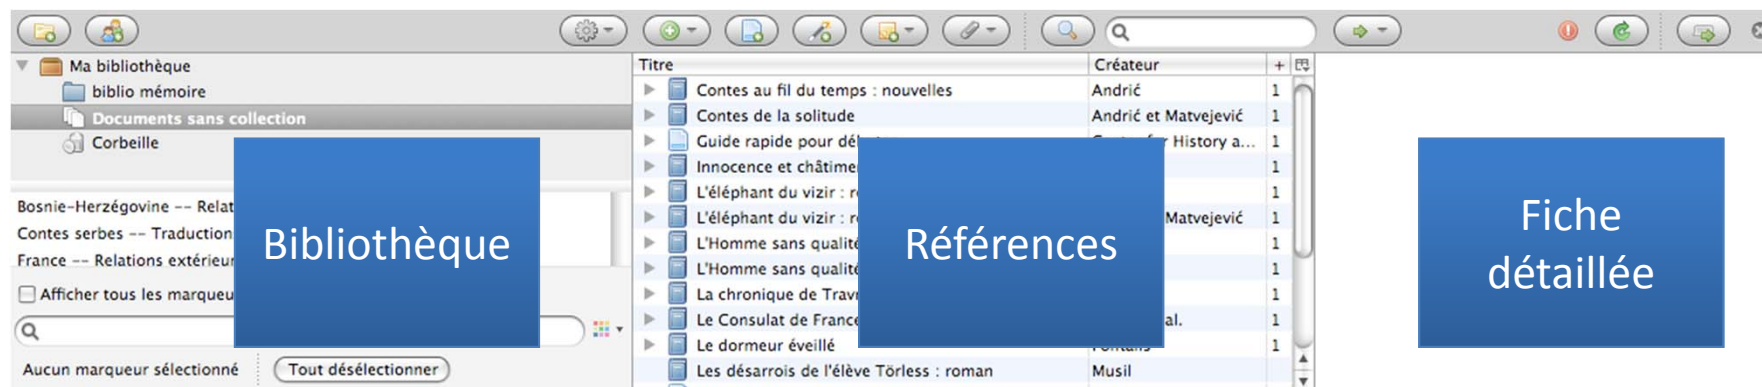 Ma bibliothèque
biblio mémoire
Documents sans collection
Corbeille
Bosnie-Herzégovine -- Relat
Contes serbes -- Traduction
France -- Relations extérieur
Afficher tous les marqueu
Aucun marqueur sélectionné
Tout désélectionner
Bibliothèque
Titre Créateur +
Contes au fil du temps : nouvelles Andrić 1
Contes de la solitude Andrić et Matvejević 1
Guide rapide pour History a... 1
Innocence et châtime 1
L'éléphant du vizir : r 1
L'éléphant du vizir : r Matvejević 1
L'Homme sans qualité 1
L'Homme sans qualité 1
La chronique de Trav 1
Le Consulat de France al. 1
Le dormeur éveillé 1
Les désarrois de l'élève Törless : roman Musil
Références
Fiche
détaillée